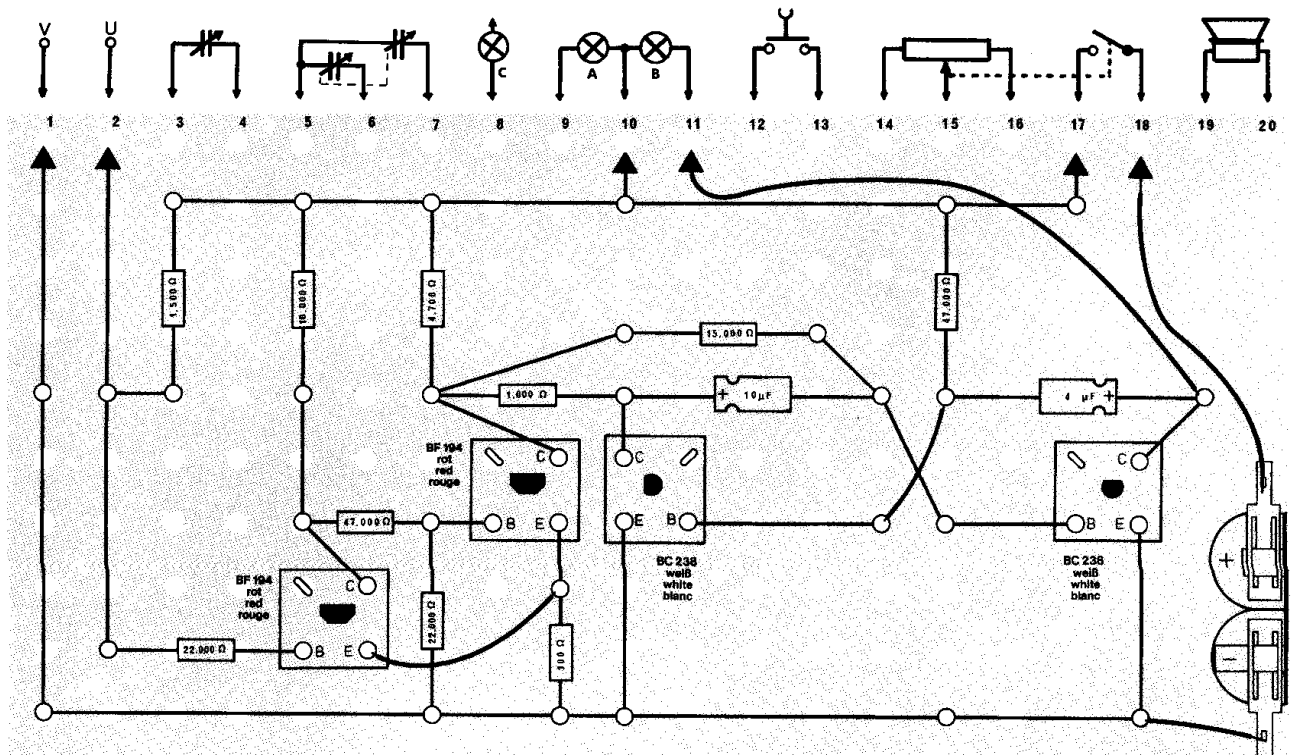 V U
C
A B
1 2 3 4 5 6 7 8 9 10 11 12 13 14 15 16 17 18 19 20
1.500 Ω
10.000 Ω
4.700 Ω
47.000 Ω
15.000 Ω
1.000 Ω
+ 10 µF
4 µF +
BF 194
rot
red
rouge
C
B E
C
E B
BC 238
weiß
white
blanc
C
B E
BC 238
weiß
white
blanc
47.000 Ω
BF 194
rot
red
rouge
C
B E
22.000 Ω
22.000 Ω
100 Ω
+
−